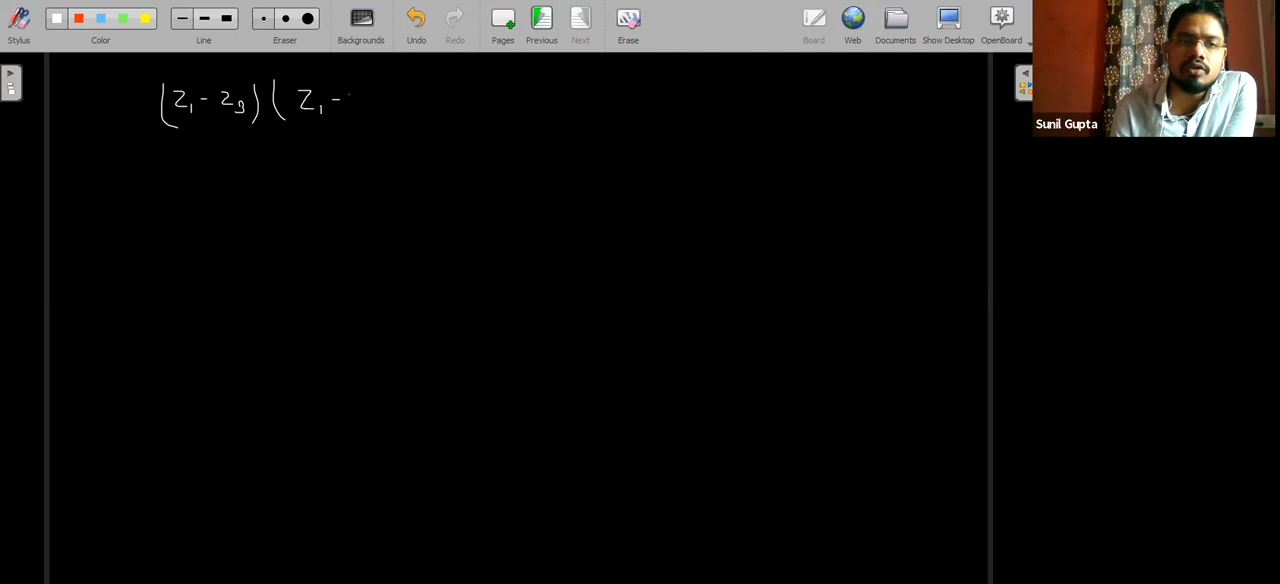 Stylus Color Line Eraser Backgrounds Undo Redo Pages Previous Next Erase Board Web Documents Show Desktop OpenBoard
(z₁ - z₃) ( z₁ -
Sunil Gupta